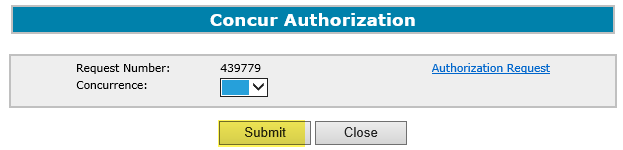 Concur Authorization
Request Number: 439779 Authorization Request
Concurrence:
Submit Close